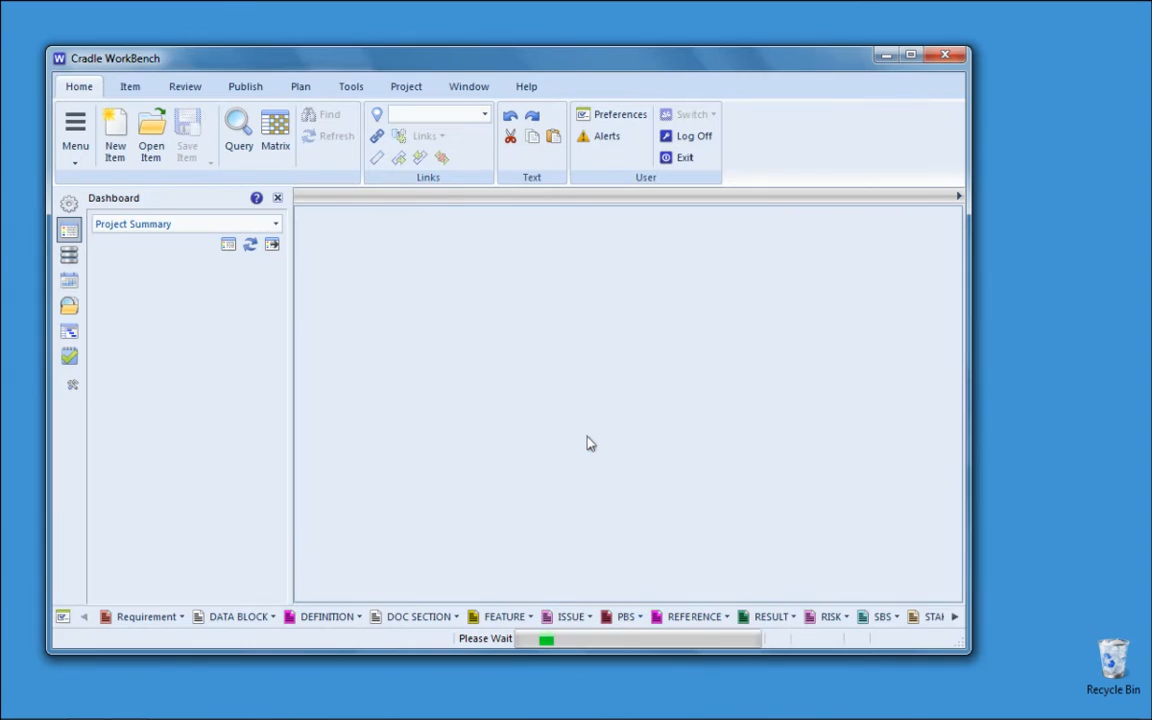 Cradle WorkBench
Home Item Review Publish Plan Tools Project Window Help
Menu New Item Open Item Save Item Query Matrix Find Refresh Links Preferences Alerts Switch Log Off Exit
Links Text User
Dashboard
Project Summary
Requirement DATA BLOCK DEFINITION DOC SECTION FEATURE ISSUE PBS REFERENCE RESULT RISK SBS
Please Wait
Recycle Bin